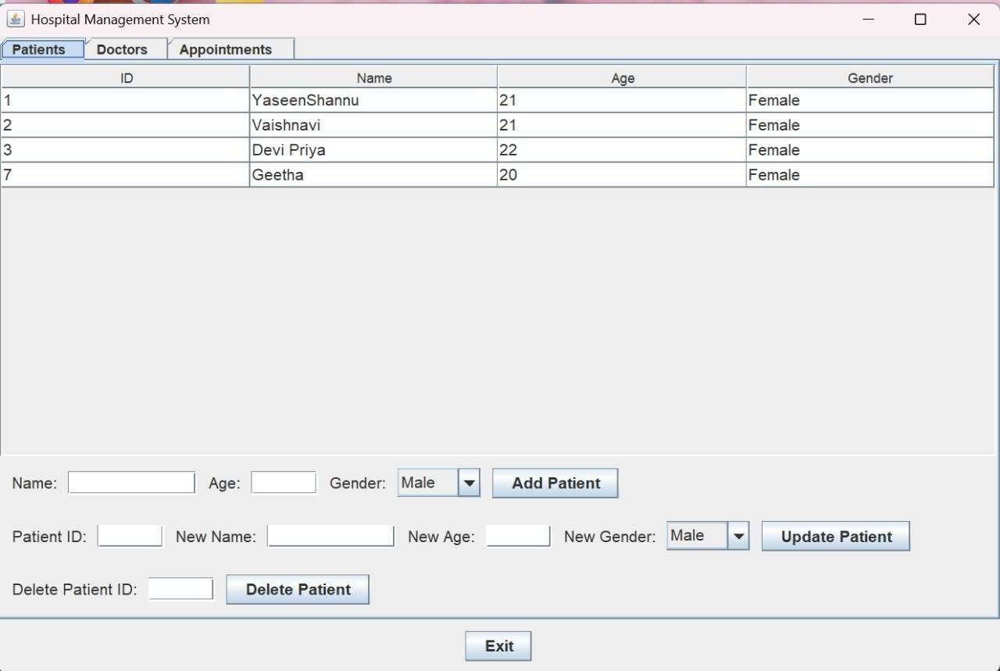 Hospital Management System
Patients Doctors Appointments
ID Name Age Gender
1 YaseenShannu 21 Female
2 Vaishnavi 21 Female
3 Devi Priya 22 Female
7 Geetha 20 Female
Name: Age: Gender: Male Add Patient
Patient ID: New Name: New Age: New Gender: Male Update Patient
Delete Patient ID: Delete Patient
Exit